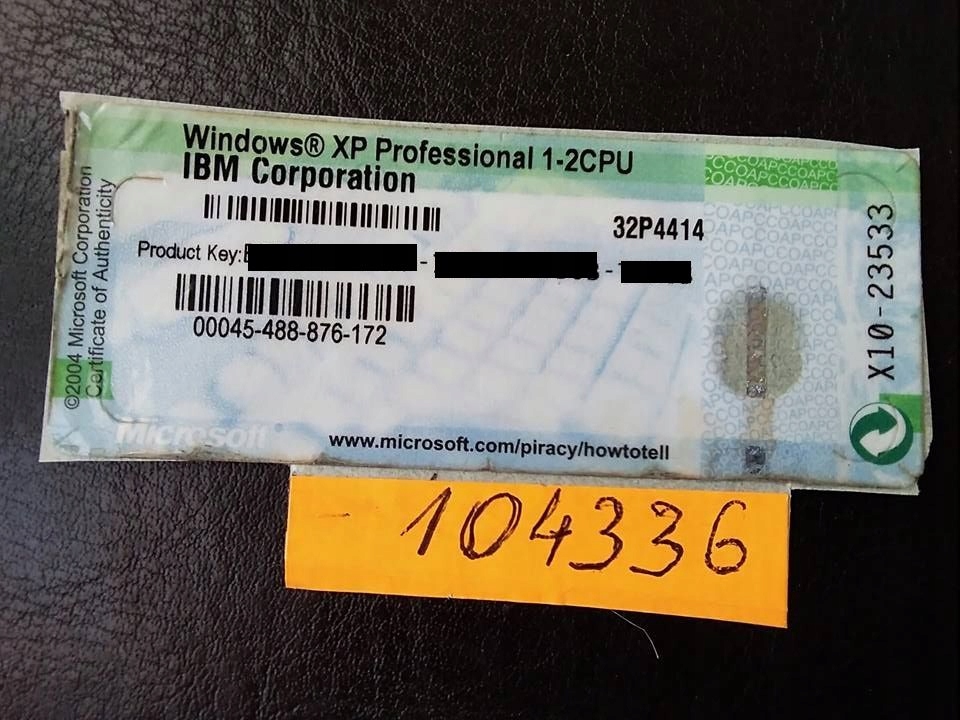 Windows® XP Professional 1-2CPU
IBM Corporation
32P4414
Product Key:
00045-488-876-172
Microsoft
www.microsoft.com/piracy/howtotell
©2004 Microsoft Corporation
Certificate of Authenticity
X10-23533
COAPCCOAPCCOAPC
104336